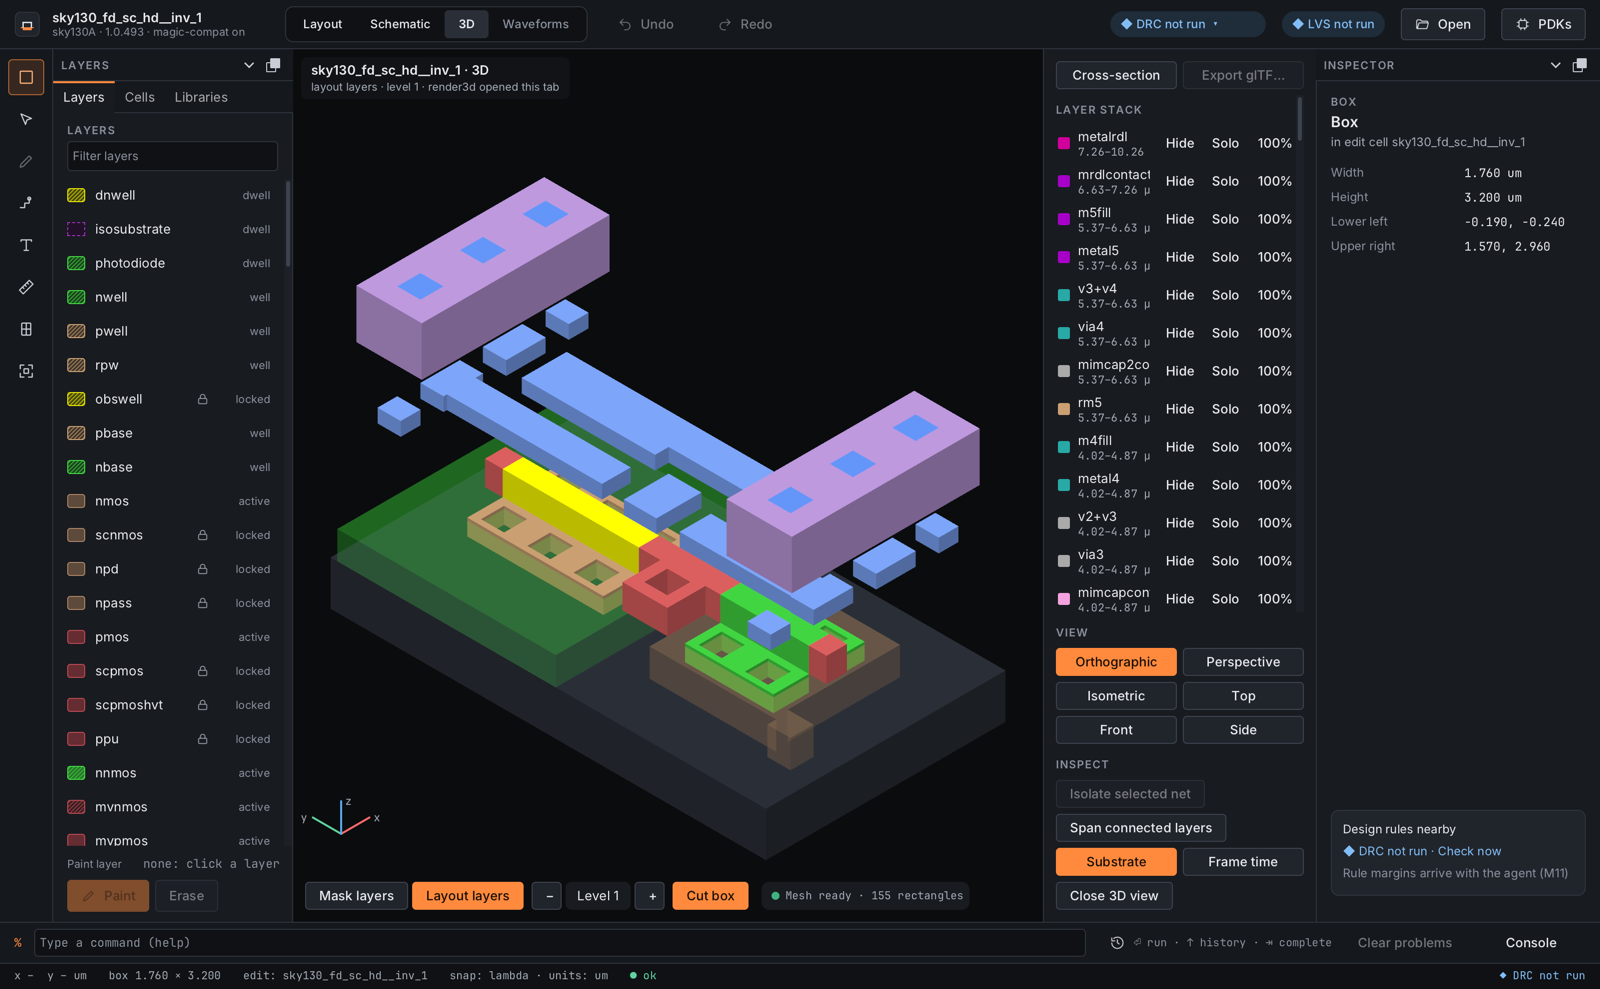 sky130_fd_sc_hd__inv_1
sky130A · 1.0.493 · magic-compat on
Layout
Schematic
3D
Waveforms
Undo
Redo
DRC not run
LVS not run
Open
PDKs
LAYERS
Layers
Cells
Libraries
LAYERS
Filter layers
dnwell dwell
isosubstrate dwell
photodiode dwell
nwell well
pwell well
rpw well
obswell locked
pbase well
nbase well
nmos active
scnmos locked
npd locked
npass locked
pmos active
scpmos locked
scpmoshvt locked
ppu locked
nnmos active
mvnmos active
mvpmos active
Paint layer none: click a layer
Paint
Erase
sky130_fd_sc_hd__inv_1 · 3D
layout layers · level 1 · render3d opened this tab
z
y
x
Mask layers
Layout layers
−
Level 1
+
Cut box
Mesh ready · 155 rectangles
Cross-section
Export glTF…
LAYER STACK
metalrdl Hide Solo 100%
7.26–10.26
mrdlcontact Hide Solo 100%
6.63–7.26 µ
m5fill Hide Solo 100%
5.37–6.63 µ
metal5 Hide Solo 100%
5.37–6.63 µ
v3+v4 Hide Solo 100%
5.37–6.63 µ
via4 Hide Solo 100%
5.37–6.63 µ
mimcap2co Hide Solo 100%
5.37–6.63 µ
rm5 Hide Solo 100%
5.37–6.63 µ
m4fill Hide Solo 100%
4.02–4.87 µ
metal4 Hide Solo 100%
4.02–4.87 µ
v2+v3 Hide Solo 100%
4.02–4.87 µ
via3 Hide Solo 100%
4.02–4.87 µ
mimcapcon Hide Solo 100%
4.02–4.87 µ
VIEW
Orthographic
Perspective
Isometric
Top
Front
Side
INSPECT
Isolate selected net
Span connected layers
Substrate
Frame time
Close 3D view
INSPECTOR
BOX
Box
in edit cell sky130_fd_sc_hd__inv_1
Width 1.760 um
Height 3.200 um
Lower left -0.190, -0.240
Upper right 1.570, 2.960
Design rules nearby
DRC not run · Check now
Rule margins arrive with the agent (M11)
% Type a command (help)
run · ↑ history · ⇥ complete
Clear problems
Console
x – y – um box 1.760 × 3.200 edit: sky130_fd_sc_hd__inv_1 snap: lambda · units: um ok
DRC not run